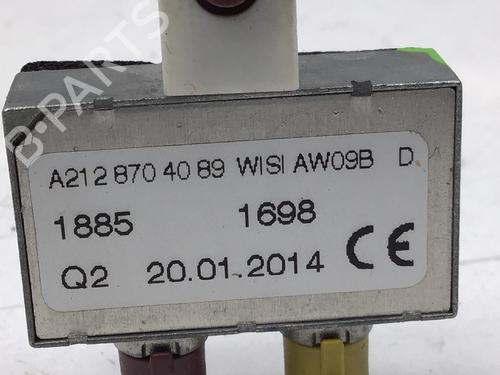 B-PARTS
A212 870 40 89 WISI AW09B D
1885 1698
Q2 20.01.2014 CE